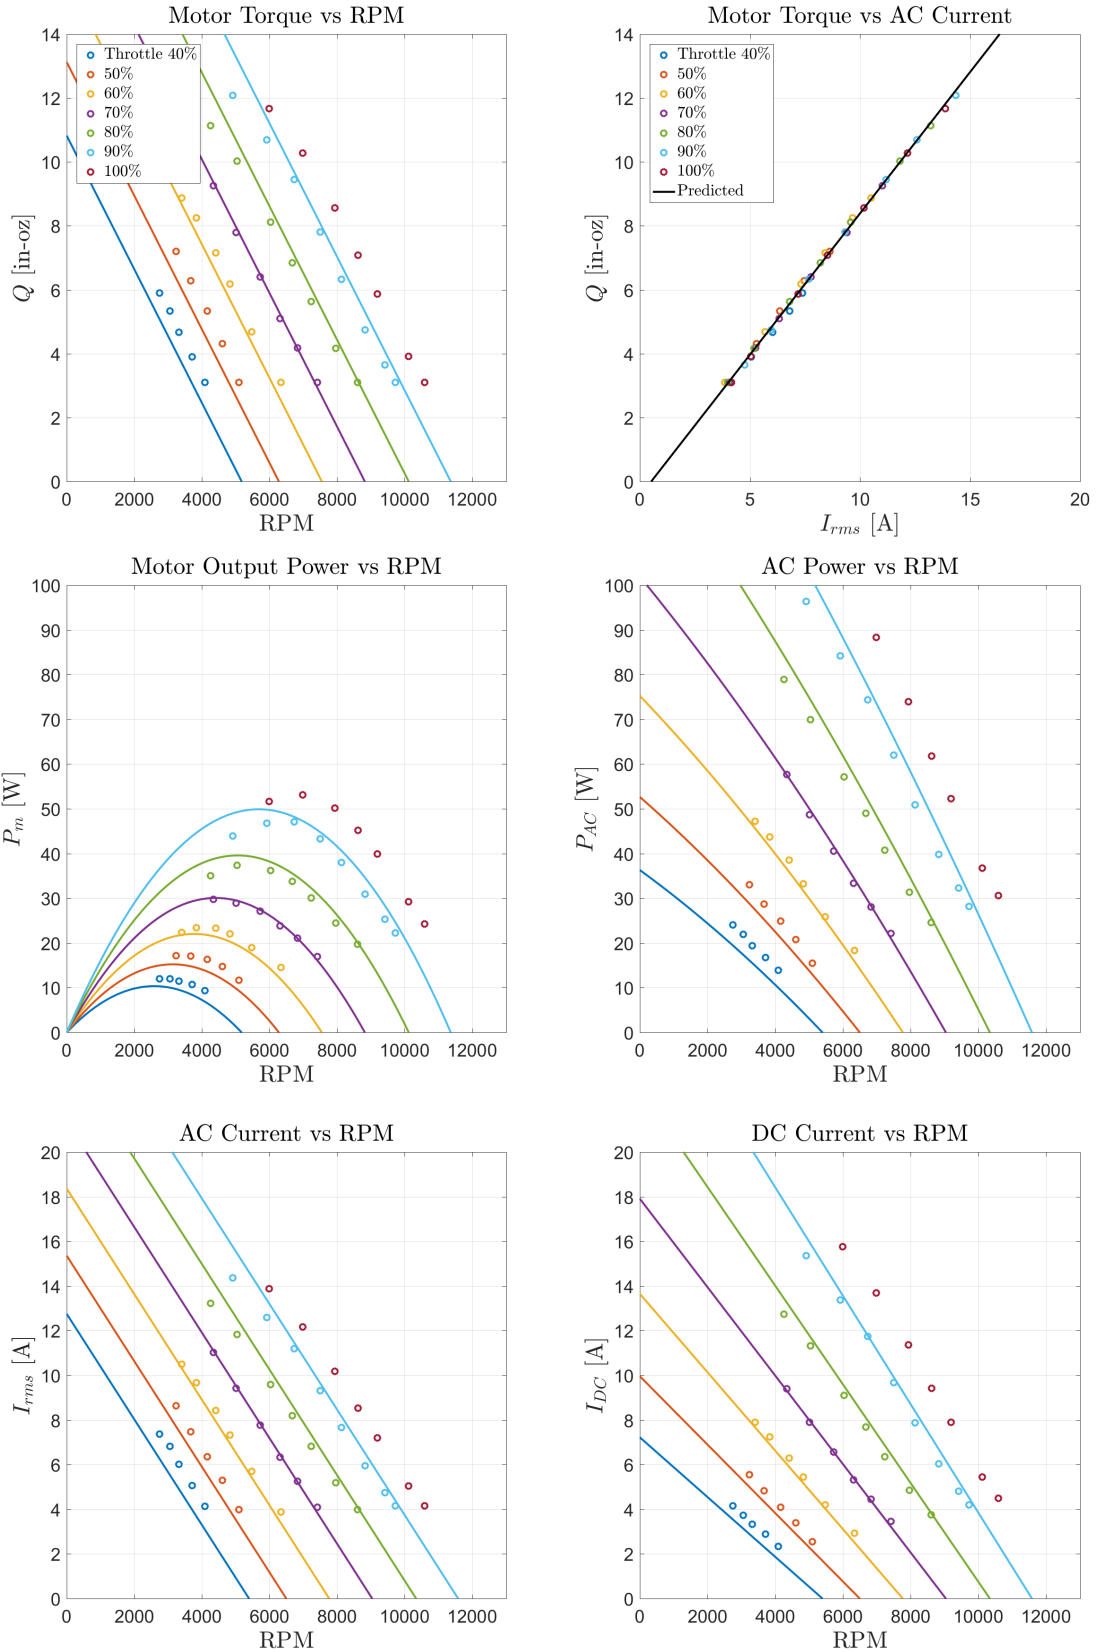 Motor Torque vs RPM
14
12
10
8
6
4
2
0
Q [in-oz]
Throttle 40%
50%
60%
70%
80%
90%
100%
0 2000 4000 6000 8000 10000 12000
RPM
Motor Torque vs AC Current
14
12
10
8
6
4
2
0
Q [in-oz]
Throttle 40%
50%
60%
70%
80%
90%
100%
Predicted
0 5 10 15 20
I_rms [A]
Motor Output Power vs RPM
100
90
80
70
60
50
40
30
20
10
0
P_m [W]
0 2000 4000 6000 8000 10000 12000
RPM
AC Power vs RPM
100
90
80
70
60
50
40
30
20
10
0
P_AC [W]
0 2000 4000 6000 8000 10000 12000
RPM
AC Current vs RPM
20
18
16
14
12
10
8
6
4
2
0
I_rms [A]
0 2000 4000 6000 8000 10000 12000
RPM
DC Current vs RPM
20
18
16
14
12
10
8
6
4
2
0
I_DC [A]
0 2000 4000 6000 8000 10000 12000
RPM